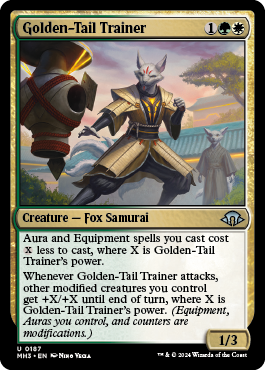 Golden-Tail Trainer 1
Creature — Fox Samurai
Aura and Equipment spells you cast cost
X less to cast, where X is Golden-Tail
Trainer's power.
Whenever Golden-Tail Trainer attacks,
other modified creatures you control
get +X/+X until end of turn, where X is
Golden-Tail Trainer's power. (Equipment,
Auras you control, and counters are
modifications.)
1/3
U 0187
MH3 • EN Nino Vecia
™ & © 2024 Wizards of the Coast